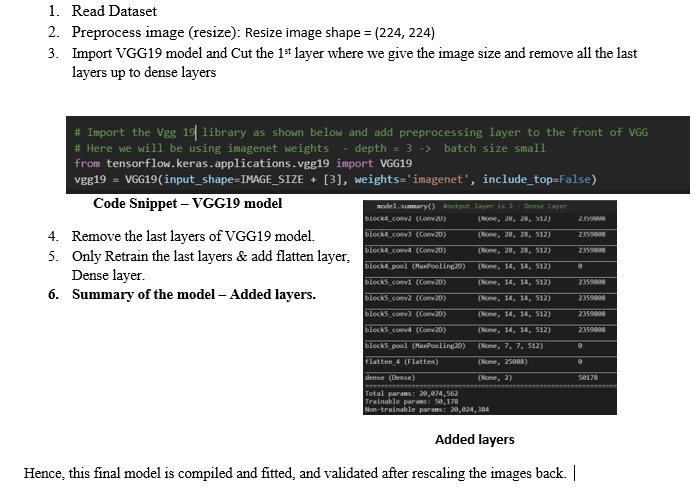 1. Read Dataset
2. Preprocess image (resize): Resize image shape = (224, 224)
3. Import VGG19 model and Cut the 1st layer where we give the image size and remove all the last
layers up to dense layers
# Import the Vgg 19 library as shown below and add preprocessing layer to the front of VGG
# Here we will be using imagenet weights - depth = 3 -> batch size small
from tensorflow.keras.applications.vgg19 import VGG19
vgg19 = VGG19(input_shape=IMAGE_SIZE + [3], weights='imagenet', include_top=False)
Code Snippet – VGG19 model
4. Remove the last layers of VGG19 model.
5. Only Retrain the last layers & add flatten layer,
Dense layer.
6. Summary of the model – Added layers.
model.summary() #output layer is 2 - Dense Layer
block4_conv2 (Conv2D) (None, 28, 28, 512) 2359808
block4_conv3 (Conv2D) (None, 28, 28, 512) 2359808
block4_conv4 (Conv2D) (None, 28, 28, 512) 2359808
block4_pool (MaxPooling2D) (None, 14, 14, 512) 0
block5_conv1 (Conv2D) (None, 14, 14, 512) 2359808
block5_conv2 (Conv2D) (None, 14, 14, 512) 2359808
block5_conv3 (Conv2D) (None, 14, 14, 512) 2359808
block5_conv4 (Conv2D) (None, 14, 14, 512) 2359808
block5_pool (MaxPooling2D) (None, 7, 7, 512) 0
flatten_4 (Flatten) (None, 25088) 0
dense (Dense) (None, 2) 50178
Total params: 20,074,562
Trainable params: 50,178
Non-trainable params: 20,024,384
Added layers
Hence, this final model is compiled and fitted, and validated after rescaling the images back.